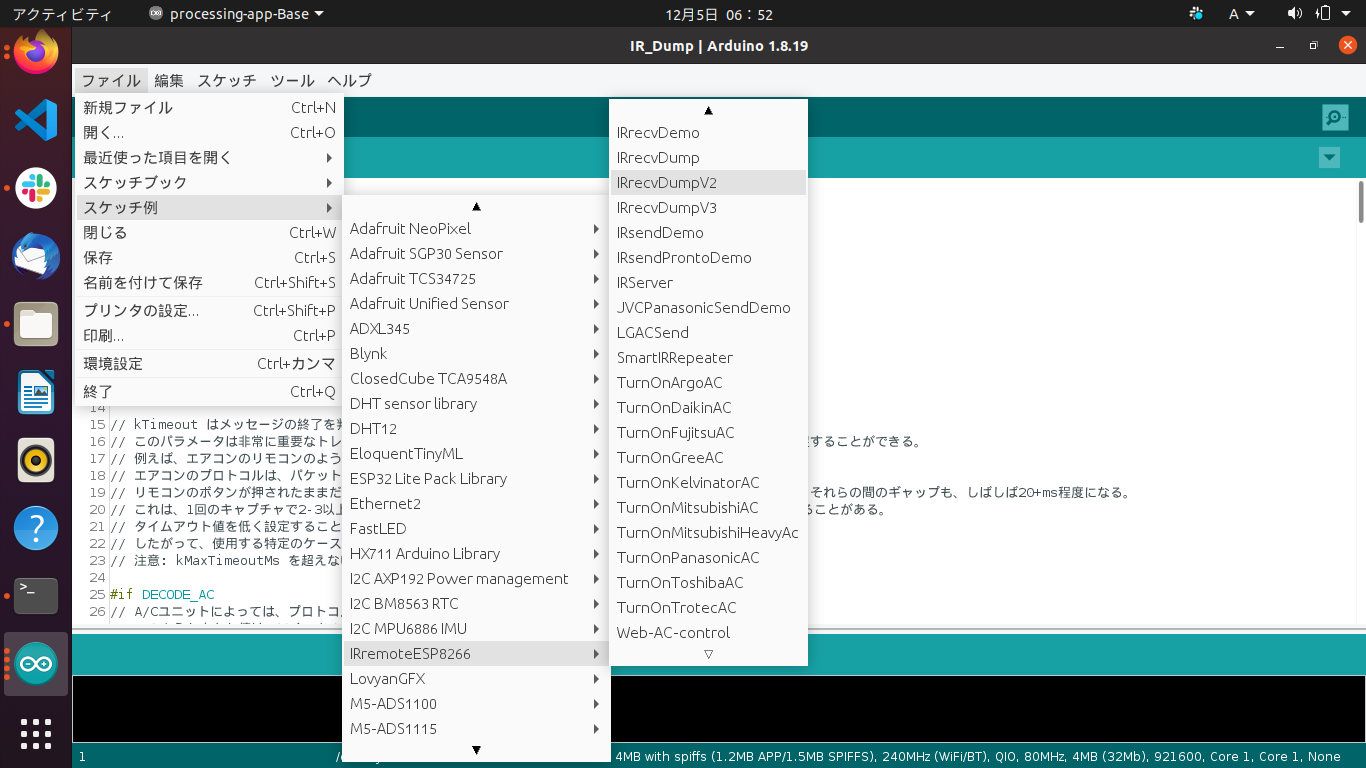 アクティビティ processing-app-Base 12月5日 06：52 A
IR_Dump | Arduino 1.8.19
ファイル 編集 スケッチ ツール ヘルプ
新規ファイル Ctrl+N
開く... Ctrl+O
最近使った項目を開く
スケッチブック
スケッチ例
閉じる Ctrl+W
保存 Ctrl+S
名前を付けて保存 Ctrl+Shift+S
プリンタの設定... Ctrl+Shift+P
印刷... Ctrl+P
環境設定 Ctrl+カンマ
終了 Ctrl+Q
Adafruit NeoPixel
Adafruit SGP30 Sensor
Adafruit TCS34725
Adafruit Unified Sensor
ADXL345
Blynk
ClosedCube TCA9548A
DHT sensor library
DHT12
EloquentTinyML
ESP32 Lite Pack Library
Ethernet2
FastLED
HX711 Arduino Library
I2C AXP192 Power management
I2C BM8563 RTC
I2C MPU6886 IMU
IRremoteESP8266
LovyanGFX
M5-ADS1100
M5-ADS1115
IRrecvDemo
IRrecvDump
IRrecvDumpV2
IRrecvDumpV3
IRsendDemo
IRsendProntoDemo
IRServer
JVCPanasonicSendDemo
LGACSend
SmartIRRepeater
TurnOnArgoAC
TurnOnDaikinAC
TurnOnFujitsuAC
TurnOnGreeAC
TurnOnKelvinatorAC
TurnOnMitsubishiAC
TurnOnMitsubishiHeavyAc
TurnOnPanasonicAC
TurnOnToshibaAC
TurnOnTrotecAC
Web-AC-control
14
15 // kTimeout はメッセージの終了を
16 // このパラメータは非常に重要なトレ することができる。
17 // 例えば、エアコンのリモコンのよう
18 // エアコンのプロトコルは、パケット
19 // リモコンのボタンが押されたままだ それらの間のギャップも、しばしば20+ms程度になる。
20 // これは、1回のキャプチャで2-3以上 ることがある。
21 // タイムアウト値を低く設定すること
22 // したがって、使用する特定のケース
23 // 注意: kMaxTimeoutMs を超えな
24
25 #if DECODE_AC
26 // A/Cユニットによっては、プロトコ
1 4MB with spiffs (1.2MB APP/1.5MB SPIFFS), 240MHz (WiFi/BT), QIO, 80MHz, 4MB (32Mb), 921600, Core 1, Core 1, None